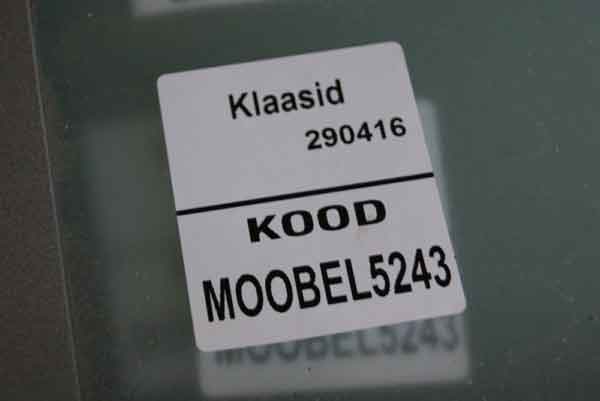 Klaasid
290416
KOOD
MOOBEL5243